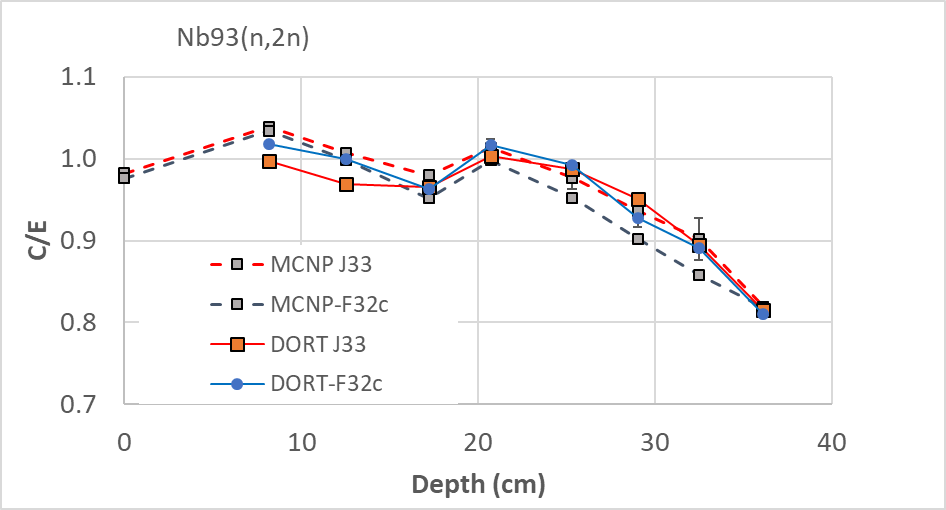 Nb93(n,2n)
1.1
1.0
0.9
0.8
0.7
C/E
MCNP J33
MCNP-F32c
DORT J33
DORT-F32c
0 10 20 30 40
Depth (cm)